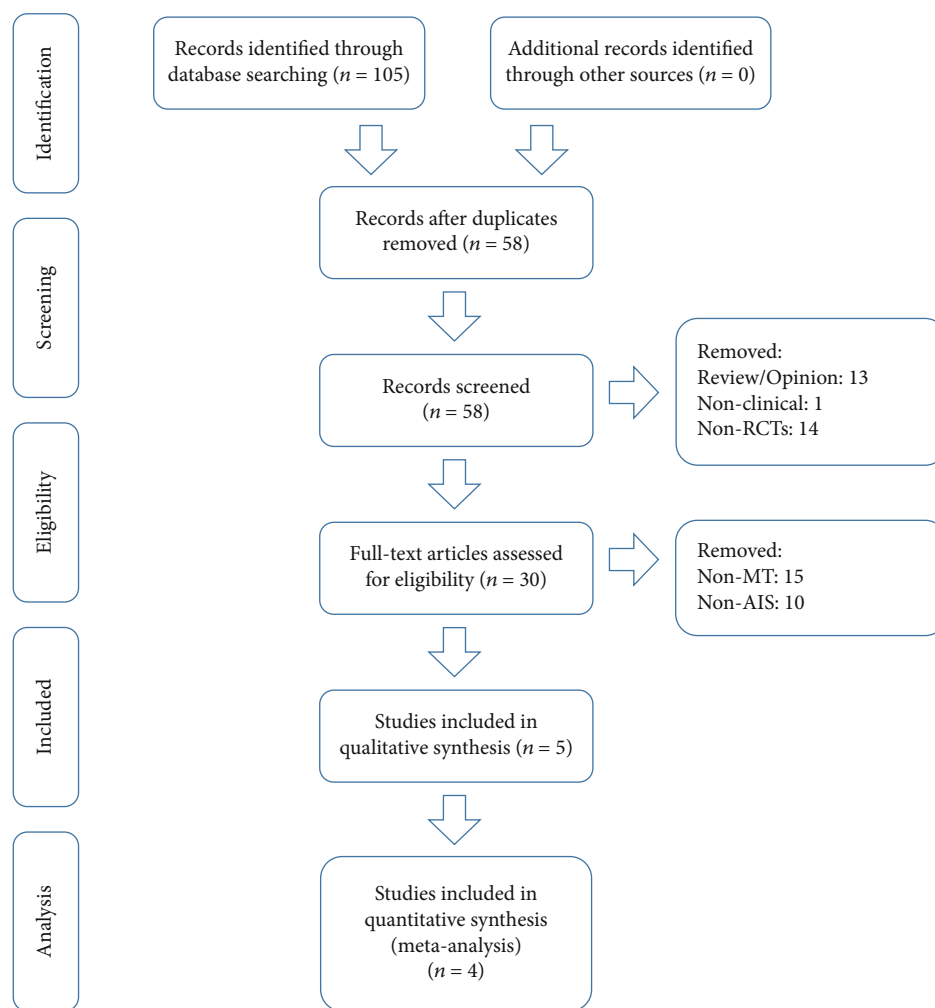 Identification
Records identified through
database searching (n = 105)
Additional records identified
through other sources (n = 0)
Records after duplicates
removed (n = 58)
Screening
Records screened
(n = 58)
Removed:
Review/Opinion: 13
Non-clinical: 1
Non-RCTs: 14
Eligibility
Full-text articles assessed
for eligibility (n = 30)
Removed:
Non-MT: 15
Non-AIS: 10
Included
Studies included in
qualitative synthesis (n = 5)
Analysis
Studies included in
quantitative synthesis
(meta-analysis)
(n = 4)